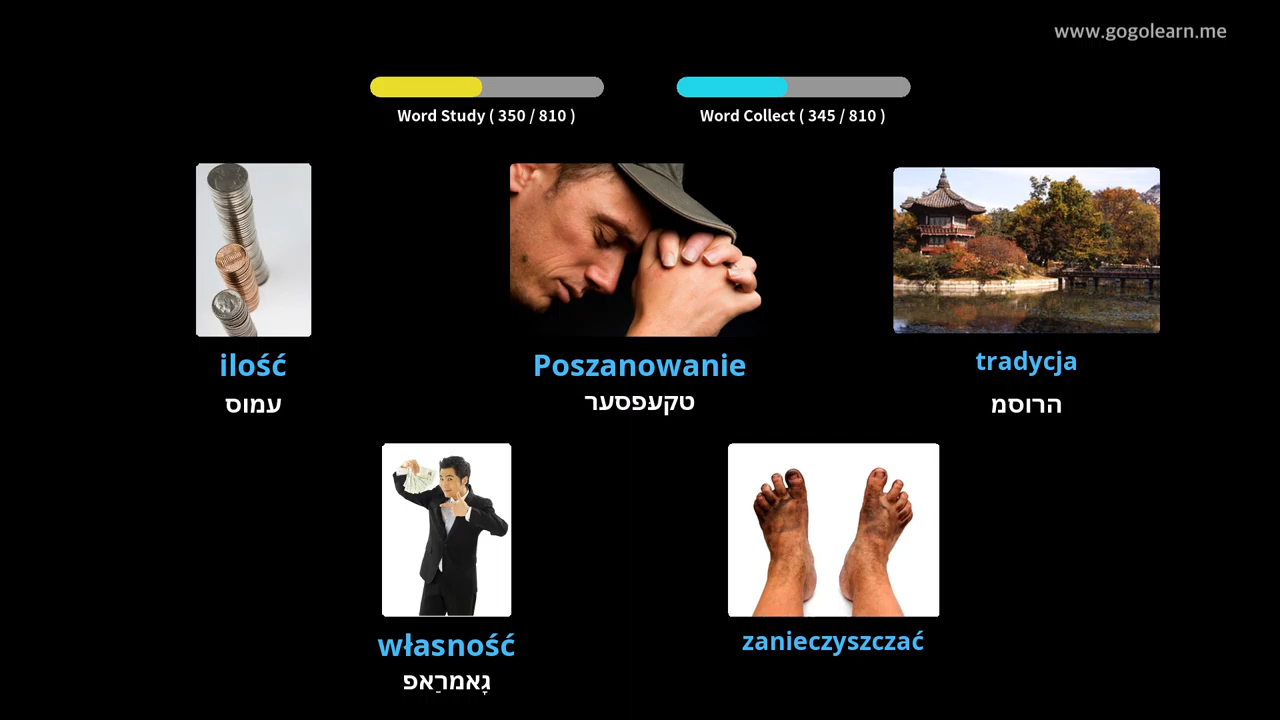 www.gogolearn.me
Word Study ( 350 / 810 )
Word Collect ( 345 / 810 )
ilość
Poszanowanie
tradycja
עמוס
טקעפסער
הרוסמ
własność
zanieczyszczać
גָאמרַאפ